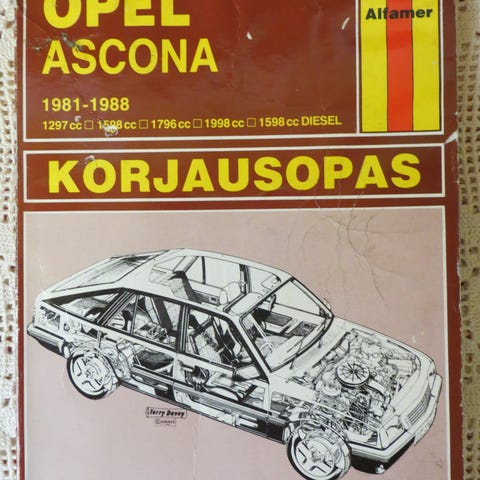 OPEL
ASCONA
Alfamer
1981-1988
1297 cc □ 1598 cc □ 1796 cc □ 1998 cc □ 1598 cc DIESEL
KORJAUSOPAS
Terry Davey